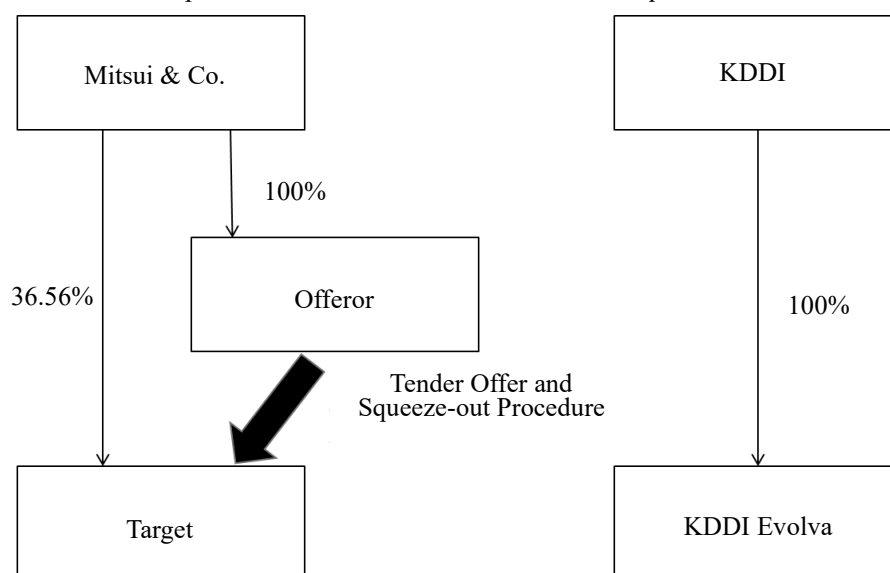 Mitsui & Co.
KDDI
100%
Offeror
36.56%
100%
Tender Offer and
Squeeze-out Procedure
Target
KDDI Evolva